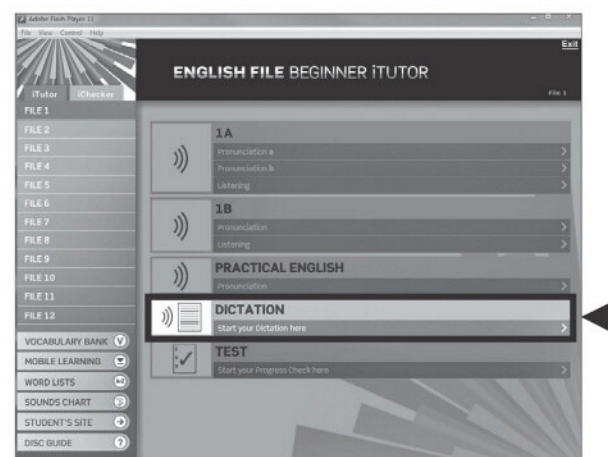 Adobe Flash Player 11
File View Control Help
Exit
ENGLISH FILE BEGINNER iTUTOR
File 1
iTutor iChecker
FILE 1
FILE 2
FILE 3
FILE 4
FILE 5
FILE 6
FILE 7
FILE 8
FILE 9
FILE 10
FILE 11
FILE 12
VOCABULARY BANK V
MOBILE LEARNING
WORD LISTS
SOUNDS CHART
STUDENT'S SITE
DISC GUIDE ?
1A
Pronunciation a
Pronunciation b
Listening
1B
Pronunciation
Listening
PRACTICAL ENGLISH
Pronunciation
DICTATION
Start your Dictation here
TEST
Start your Progress Check here